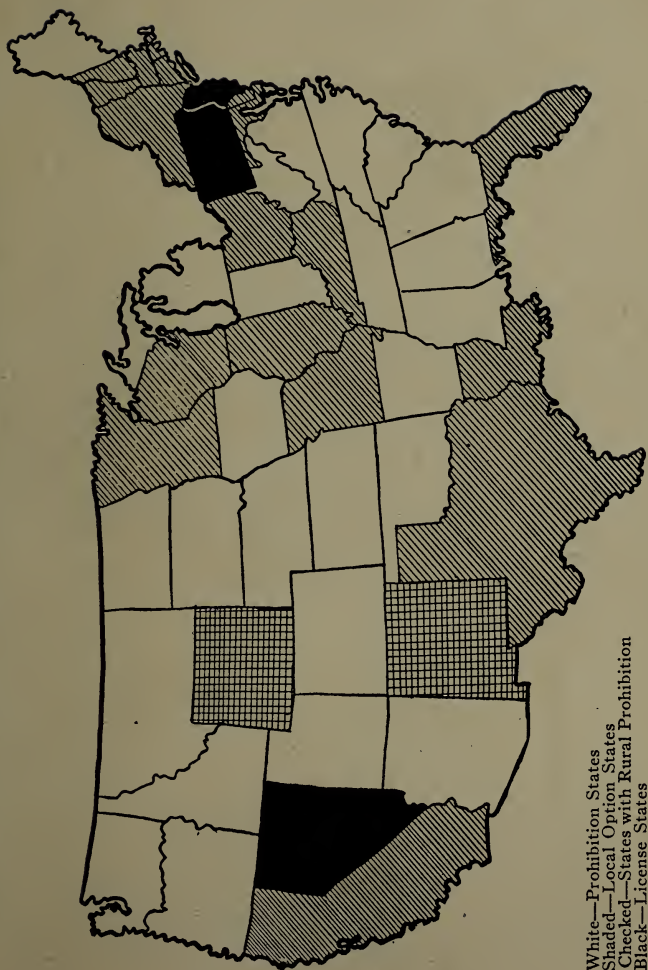 White—Prohibition States
Shaded—Local Option States
Checked—States with Rural Prohibition
Black—License States